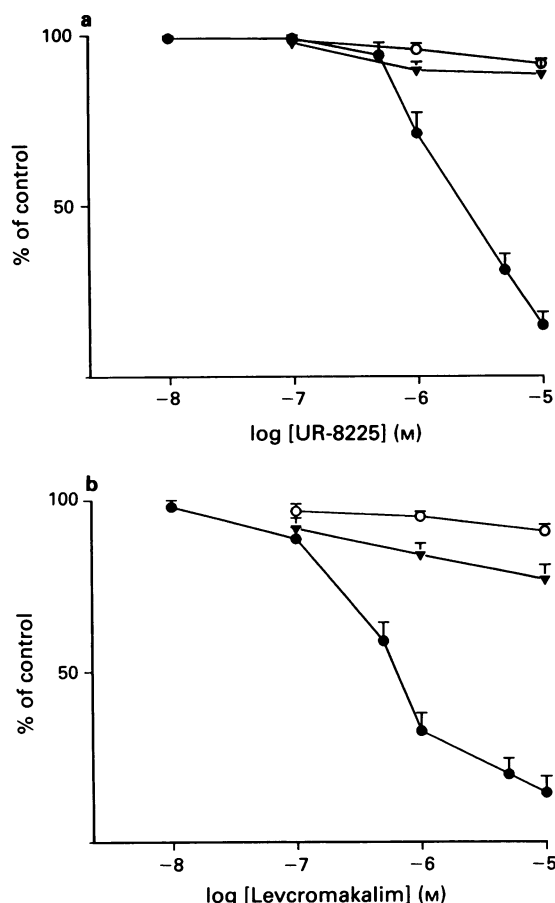 a
100
50
% of control
−8
−7
−6
−5
log [UR-8225] (M)
b
100
50
% of control
−8
−7
−6
−5
log [Levcromakalim] (M)